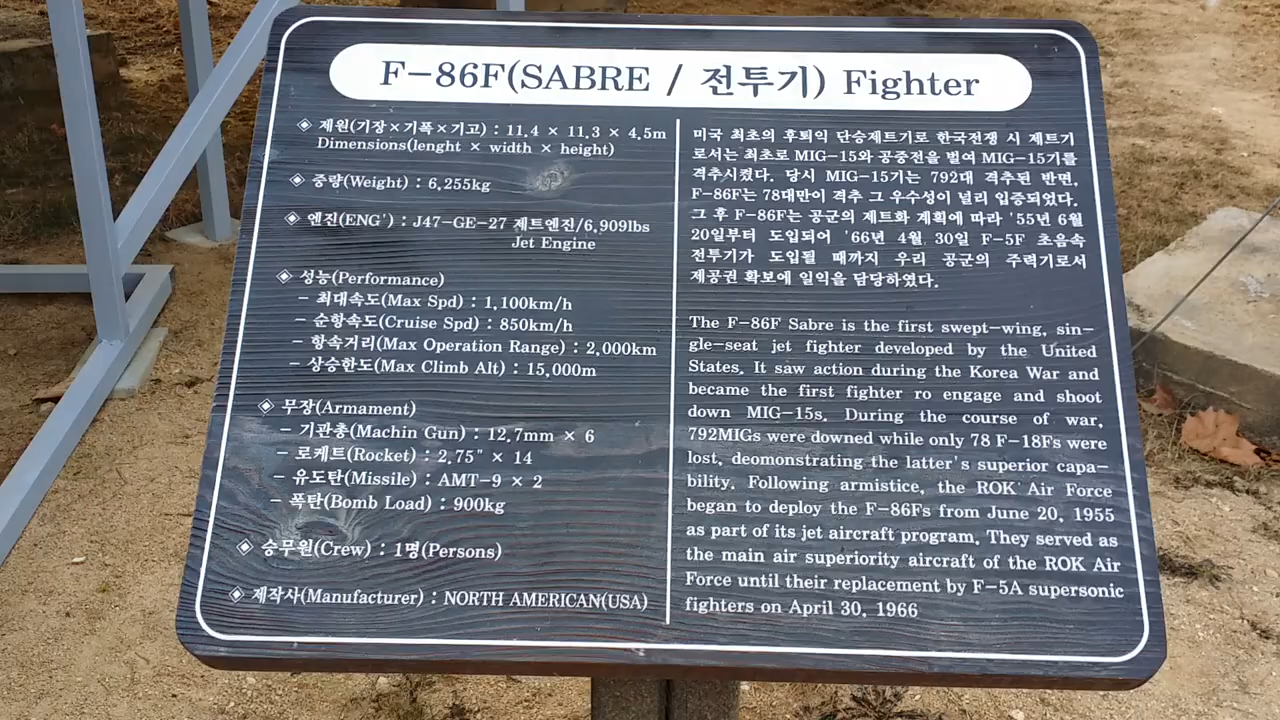 F-86F(SABRE / 전투기) Fighter
◈ 제원(기장×기폭×기고) : 11.4 × 11.3 × 4.5m
Dimensions(lenght × width × height)
◈ 중량(Weight) : 6,255kg
◈ 엔진(ENG') : J47-GE-27 제트엔진/6,909lbs
Jet Engine
◈ 성능(Performance)
- 최대속도(Max Spd) : 1,100km/h
- 순항속도(Cruise Spd) : 850km/h
- 항속거리(Max Operation Range) : 2,000km
- 상승한도(Max Climb Alt) : 15,000m
◈ 무장(Armament)
- 기관총(Machin Gun) : 12.7mm × 6
- 로케트(Rocket) : 2.75" × 14
- 유도탄(Missile) : AMT-9 × 2
- 폭탄(Bomb Load) : 900kg
◈ 승무원(Crew) : 1명(Persons)
◈ 제작사(Manufacturer) : NORTH AMERICAN(USA)
미국 최초의 후퇴익 단승제트기로 한국전쟁 시 제트기
로서는 최초로 MIG-15와 공중전을 벌여 MIG-15기를
격추시켰다. 당시 MIG-15기는 792대 격추된 반면,
F-86F는 78대만이 격추 그 우수성이 널리 입증되었다.
그 후 F-86F는 공군의 제트화 계획에 따라 '55년 6월
20일부터 도입되어 '66년 4월 30일 F-5F 초음속
전투기가 도입될 때까지 우리 공군의 주력기로서
제공권 확보에 일익을 담당하였다.
The F-86F Sabre is the first swept-wing, sin-
gle-seat jet fighter developed by the United
States. It saw action during the Korea War and
became the first fighter ro engage and shoot
down MIG-15s. During the course of war,
792MIGs were downed while only 78 F-18Fs were
lost, deomonstrating the latter's superior capa-
bility. Following armistice, the ROK Air Force
began to deploy the F-86Fs from June 20, 1955
as part of its jet aircraft program. They served as
the main air superiority aircraft of the ROK Air
Force until their replacement by F-5A supersonic
fighters on April 30, 1966